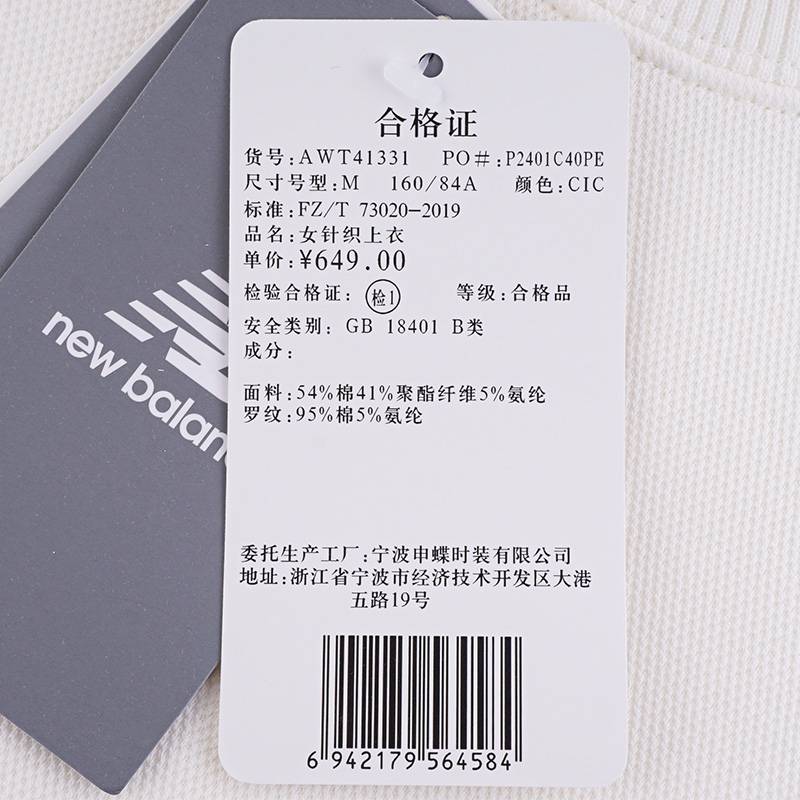 合格证
货号:AWT41331 PO#:P2401C40PE
尺寸号型:M 160/84A 颜色:CIC
标准:FZ/T 73020-2019
品名:女针织上衣
单价:¥649.00
检验合格证: 检1 等级:合格品
安全类别: GB 18401 B类
成分:
面料:54%棉41%聚酯纤维5%氨纶
罗纹:95%棉5%氨纶
委托生产工厂:宁波申蝶时装有限公司
地址:浙江省宁波市经济技术开发区大港
五路19号
6 942179 564584
new balan